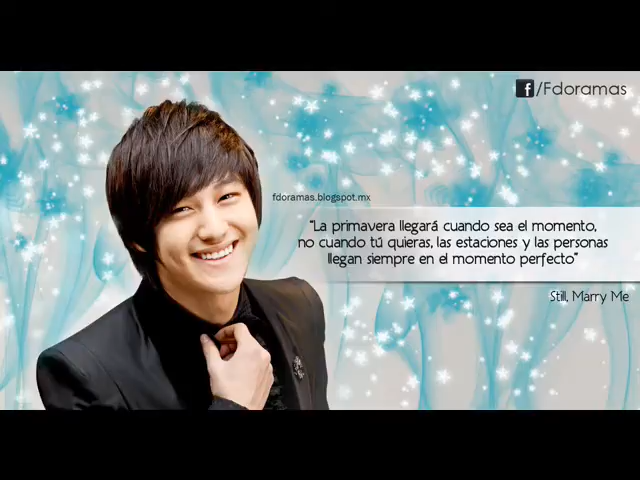 f/Fdoramas
fdoramas.blogspot.mx
"La primavera llegará cuando sea el momento,
no cuando tú quieras, las estaciones y las personas
llegan siempre en el momento perfecto"
Still, Marry Me